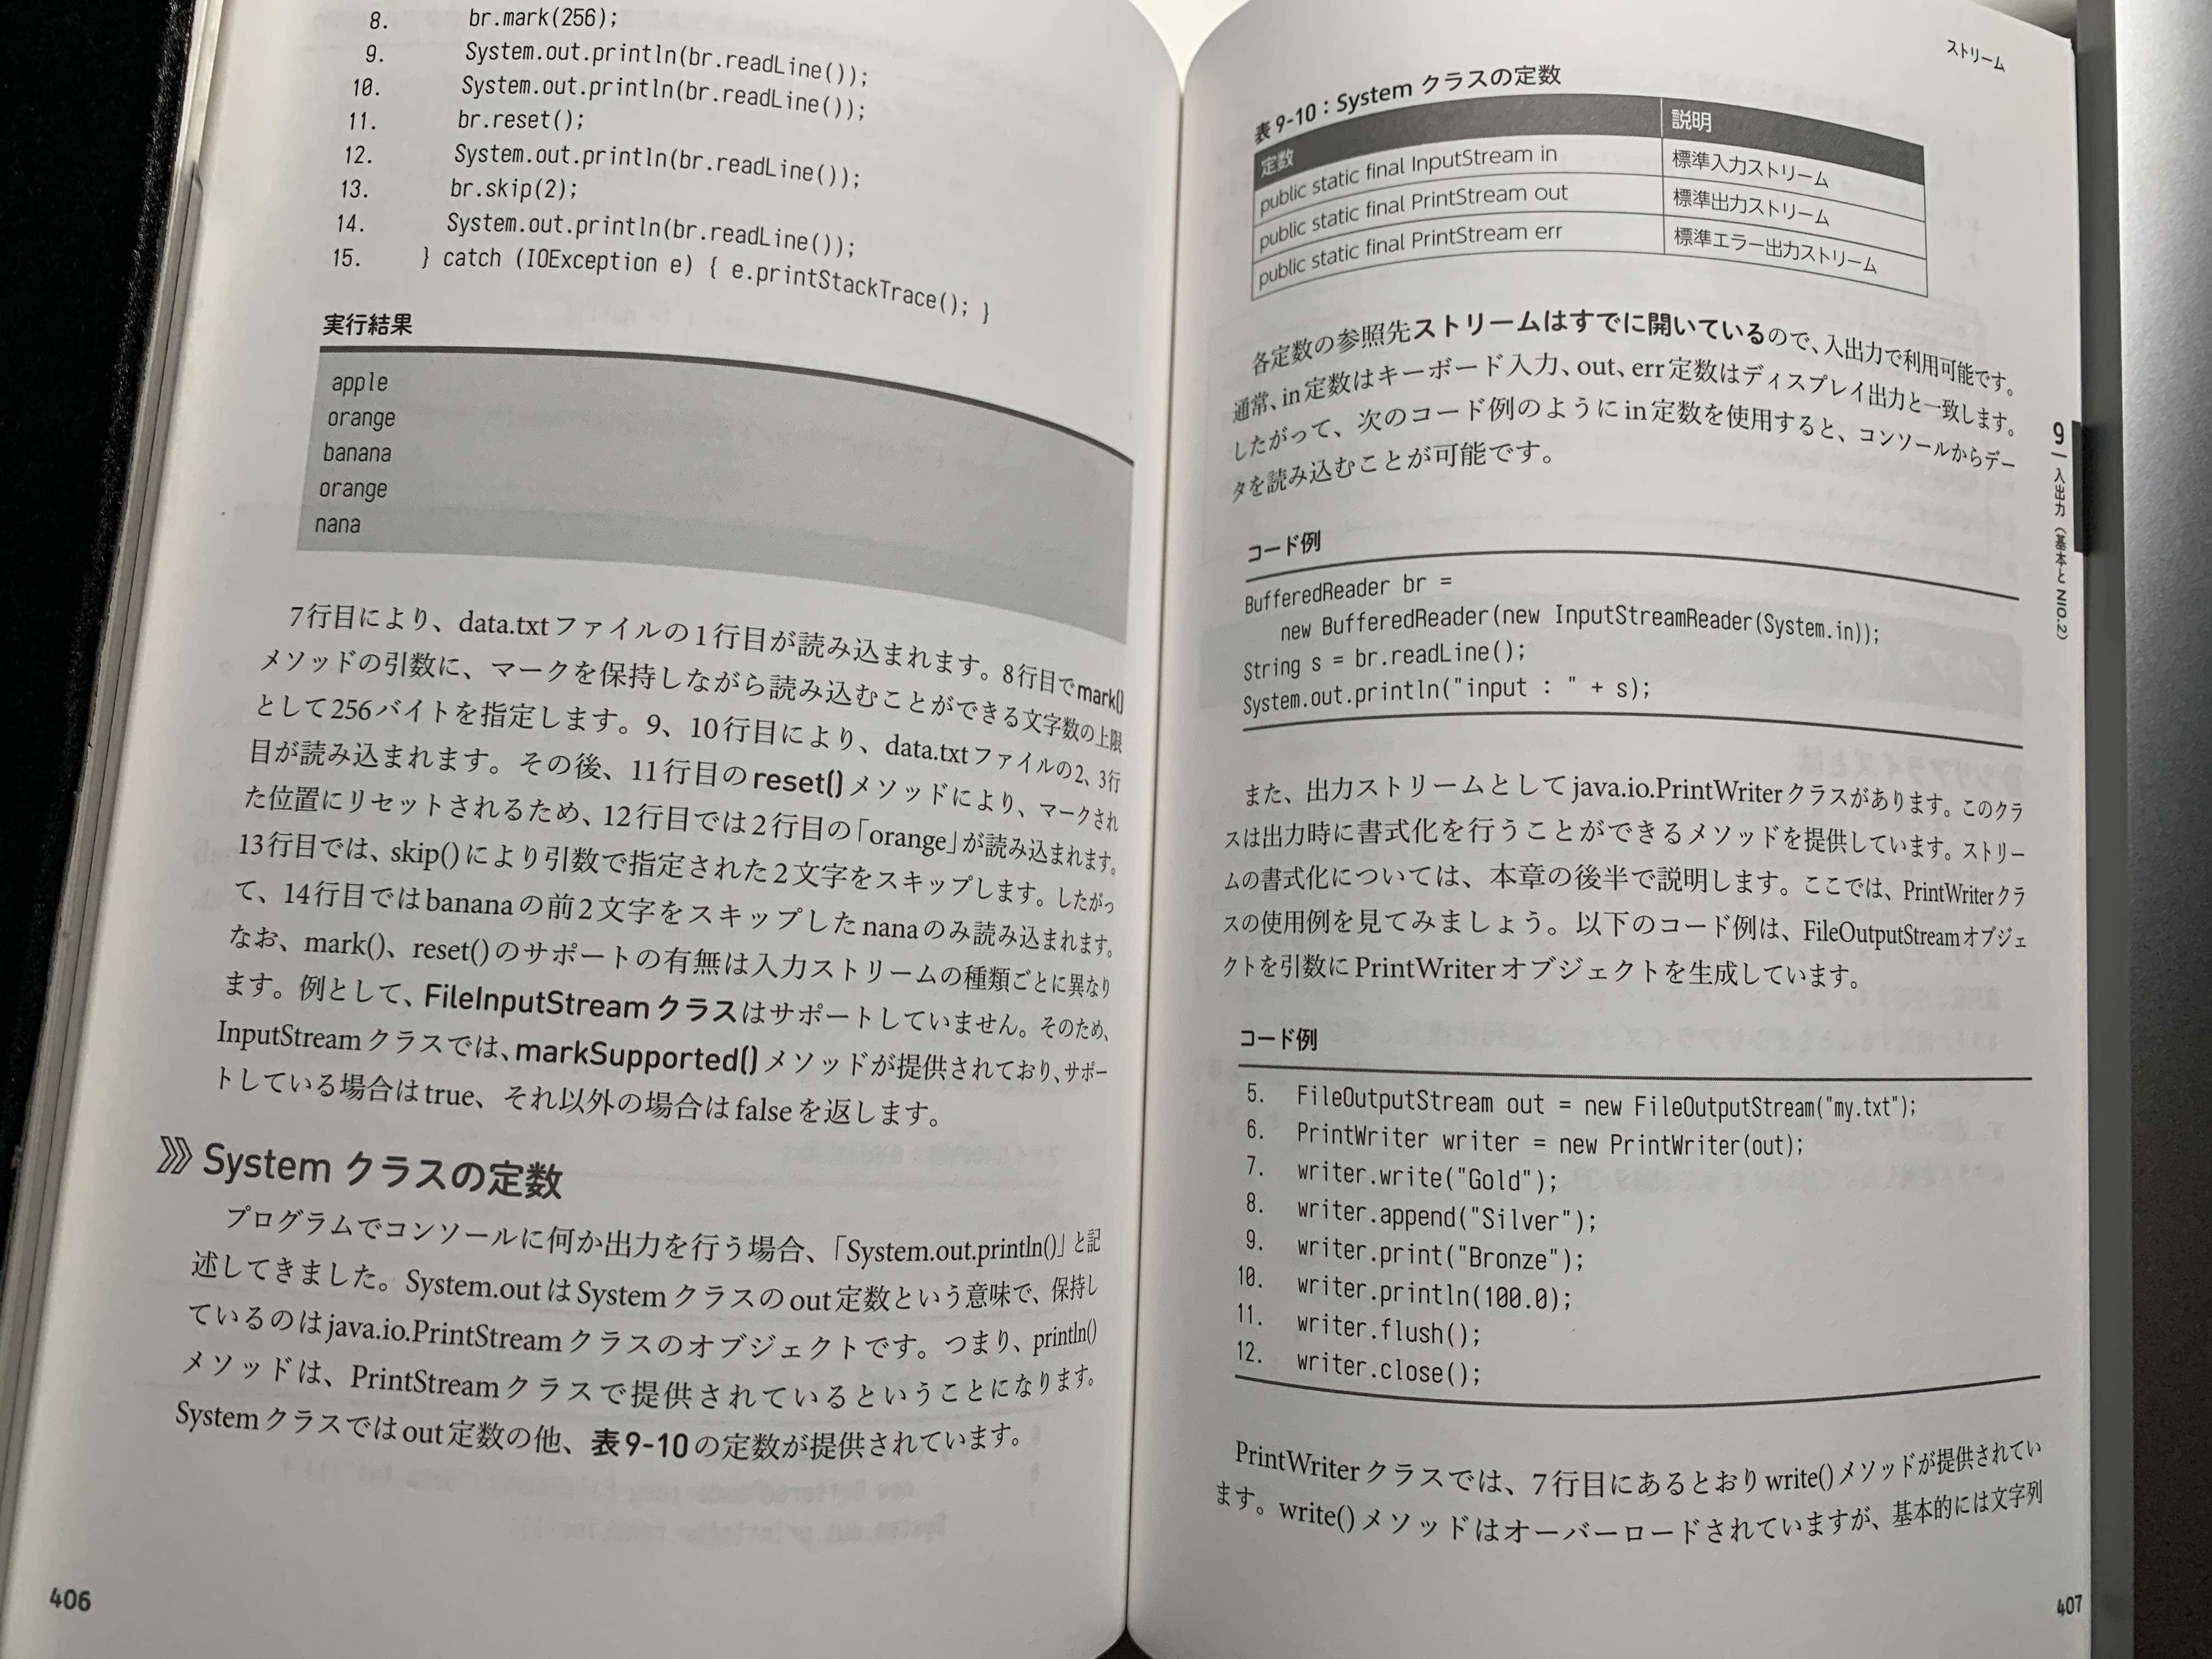 8. br.mark(256);
9. System.out.println(br.readLine());
10. System.out.println(br.readLine());
11. br.reset();
12. System.out.println(br.readLine());
13. br.skip(2);
14. System.out.println(br.readLine());
15. } catch (IOException e) { e.printStackTrace(); }
実行結果
apple
orange
banana
orange
nana
7行目により、data.txtファイルの1行目が読み込まれます。8行目でmark()
メソッドの引数に、マークを保持しながら読み込むことができる文字数の上限
として256バイトを指定します。9、10行目により、data.txtファイルの2、3行
目が読み込まれます。その後、11行目のreset()メソッドにより、マークされ
た位置にリセットされるため、12行目では2行目の「orange」が読み込まれます。
13行目では、skip()により引数で指定された2文字をスキップします。したがっ
て、14行目ではbananaの前2文字をスキップしたnanaのみ読み込まれます。
なお、mark()、reset()のサポートの有無は入力ストリームの種類ごとに異なり
ます。例として、FileInputStreamクラスはサポートしていません。そのため、
InputStreamクラスでは、markSupported()メソッドが提供されており、サポー
トしている場合はtrue、それ以外の場合はfalseを返します。
System クラスの定数
プログラムでコンソールに何か出力を行う場合、「System.out.println()」と記
述してきました。System.outはSystemクラスのout定数という意味で、保持し
ているのはjava.io.PrintStreamクラスのオブジェクトです。つまり、println()
メソッドは、PrintStreamクラスで提供されているということになります。
Systemクラスではout定数の他、表9-10の定数が提供されています。
406
ストリーム
表9-10：System クラスの定数
定数 説明
public static final InputStream in 標準入力ストリーム
public static final PrintStream out 標準出力ストリーム
public static final PrintStream err 標準エラー出力ストリーム
各定数の参照先ストリームはすでに開いているので、入出力で利用可能です。
通常、in定数はキーボード入力、out、err定数はディスプレイ出力と一致します。
したがって、次のコード例のようにin定数を使用すると、コンソールからデー
タを読み込むことが可能です。
コード例
BufferedReader br =
new BufferedReader(new InputStreamReader(System.in));
String s = br.readLine();
System.out.println("input : " + s);
また、出力ストリームとしてjava.io.PrintWriterクラスがあります。このクラ
スは出力時に書式化を行うことができるメソッドを提供しています。ストリー
ムの書式化については、本章の後半で説明します。ここでは、PrintWriterクラ
スの使用例を見てみましょう。以下のコード例は、FileOutputStreamオブジェ
クトを引数にPrintWriterオブジェクトを生成しています。
コード例
5. FileOutputStream out = new FileOutputStream("my.txt");
6. PrintWriter writer = new PrintWriter(out);
7. writer.write("Gold");
8. writer.append("Silver");
9. writer.print("Bronze");
10. writer.println(100.0);
11. writer.flush();
12. writer.close();
PrintWriterクラスでは、7行目にあるとおりwrite()メソッドが提供されてい
ます。write()メソッドはオーバーロードされていますが、基本的には文字列
9 入出力（基本とNIO.2）
407